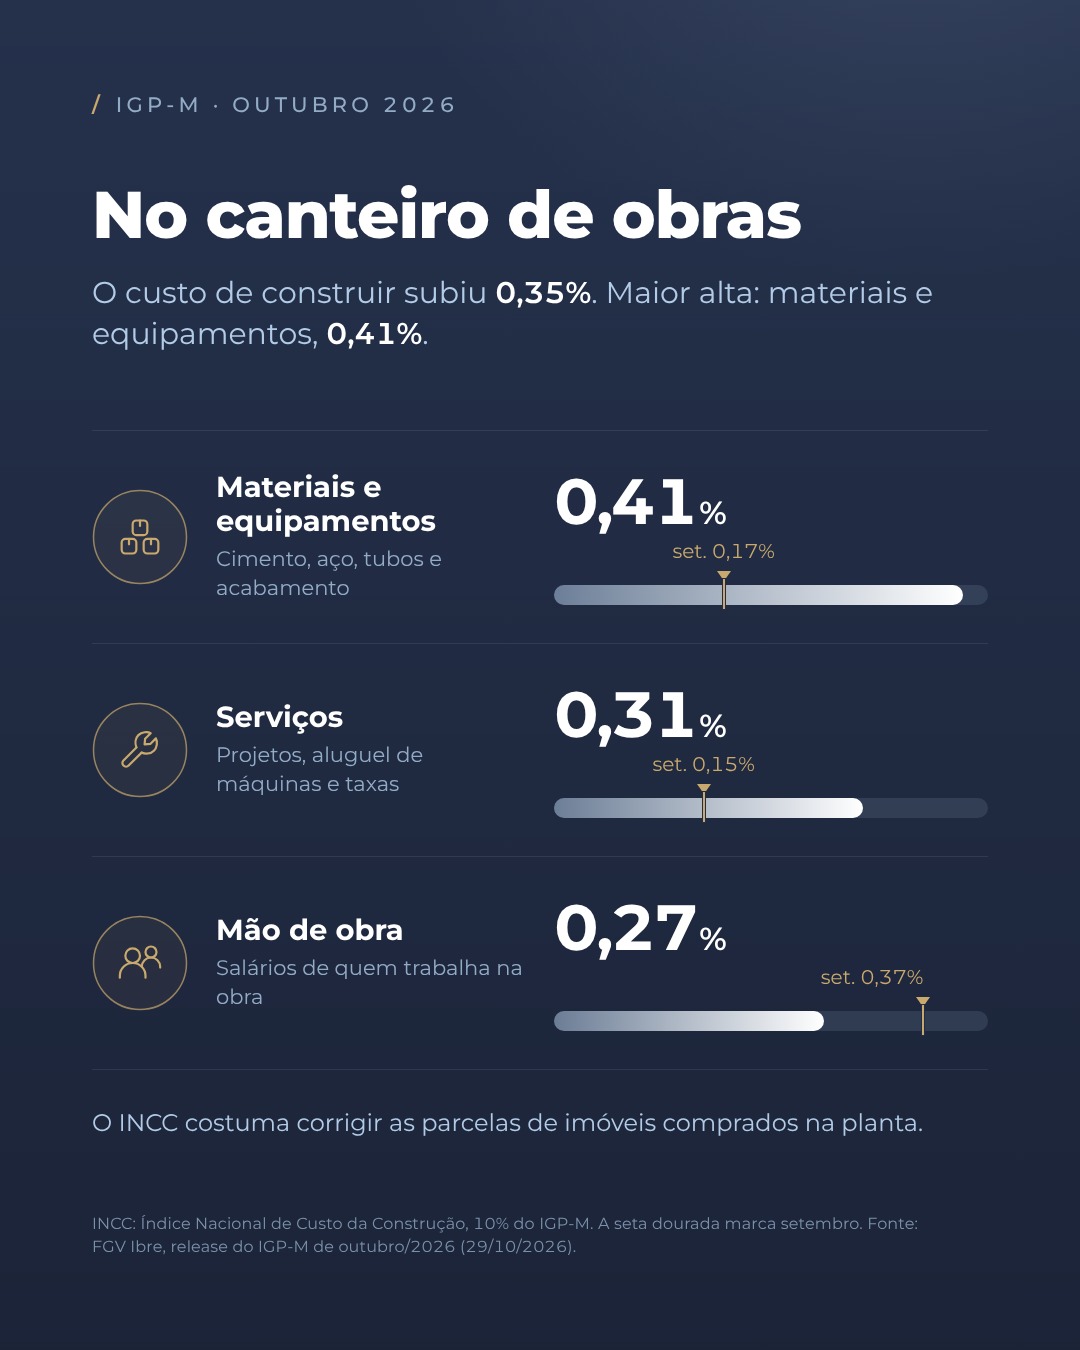 / IGP-M · OUTUBRO 2026
No canteiro de obras
O custo de construir subiu 0,35%. Maior alta: materiais e
equipamentos, 0,41%.
Materiais e
equipamentos
Cimento, aço, tubos e
acabamento
0,41%
set. 0,17%
Serviços
Projetos, aluguel de
máquinas e taxas
0,31%
set. 0,15%
Mão de obra
Salários de quem trabalha na
obra
0,27%
set. 0,37%
O INCC costuma corrigir as parcelas de imóveis comprados na planta.
INCC: Índice Nacional de Custo da Construção, 10% do IGP-M. A seta dourada marca setembro. Fonte:
FGV Ibre, release do IGP-M de outubro/2026 (29/10/2026).